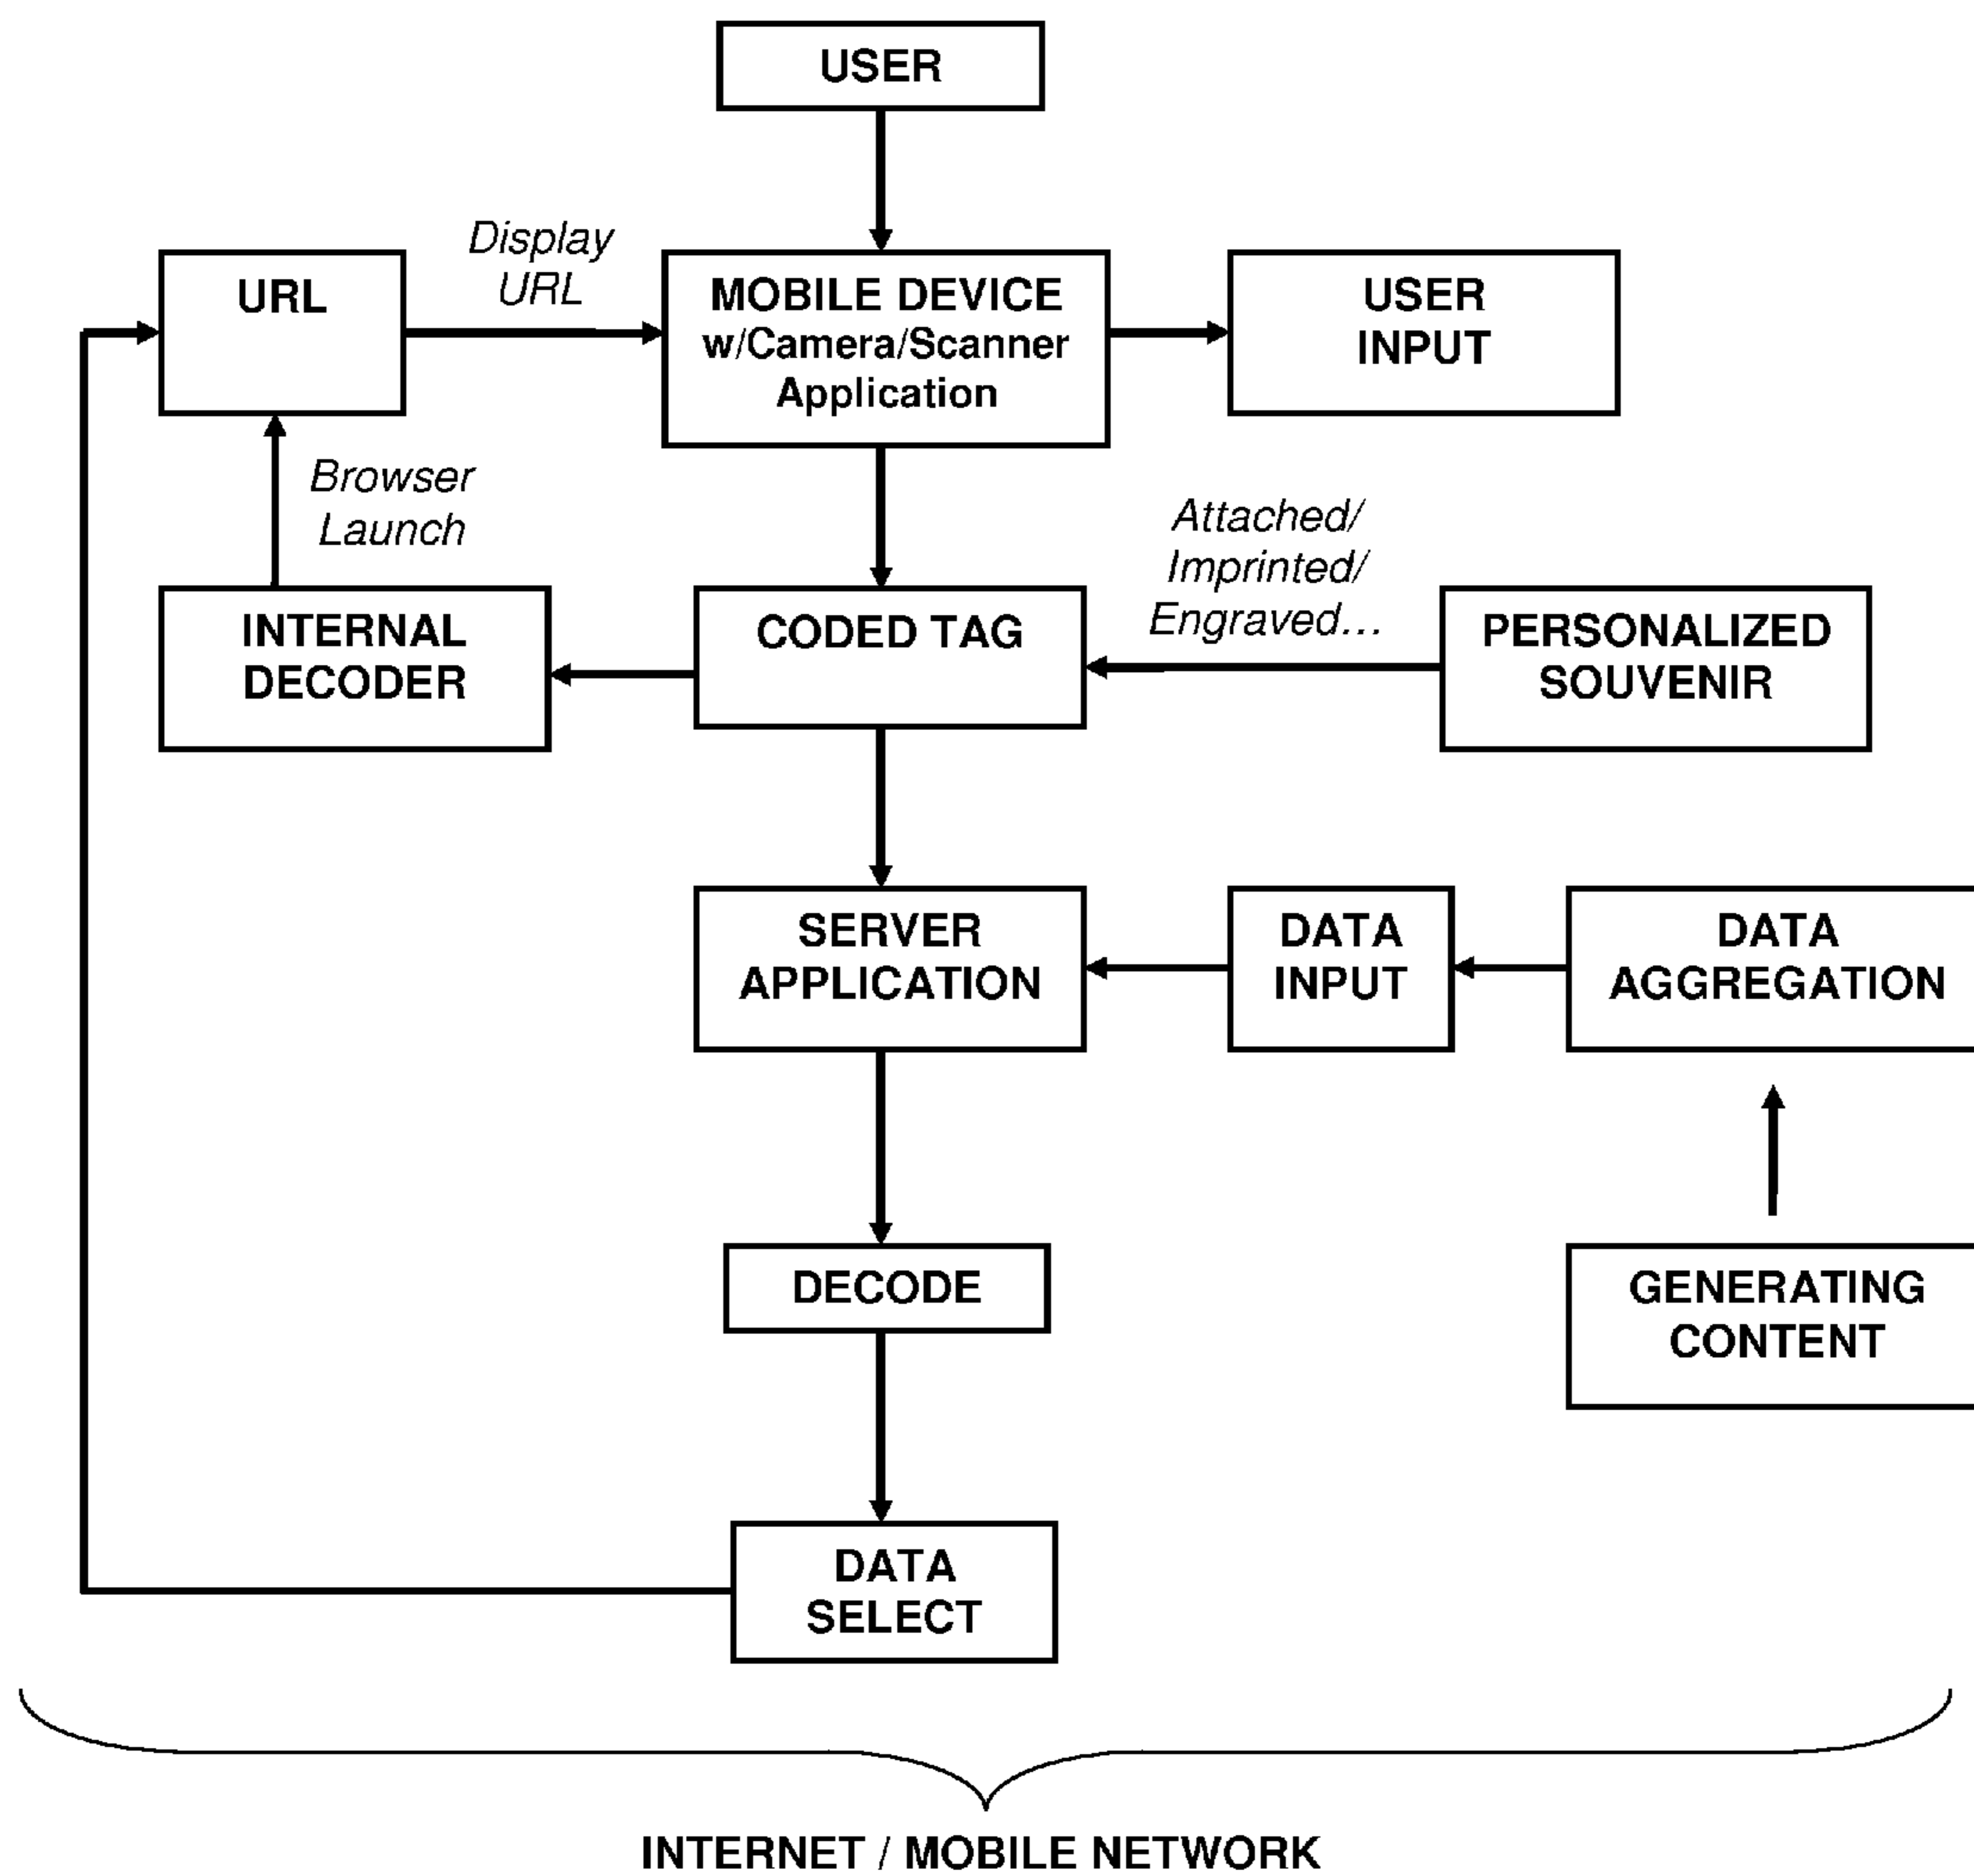 USER
Display
URL
URL
MOBILE DEVICE
w/Camera/Scanner
Application
USER
INPUT
Browser
Launch
Attached/
Imprinted/
Engraved...
INTERNAL
DECODER
CODED TAG
PERSONALIZED
SOUVENIR
SERVER
APPLICATION
DATA
INPUT
DATA
AGGREGATION
DECODE
GENERATING
CONTENT
DATA
SELECT
INTERNET / MOBILE NETWORK